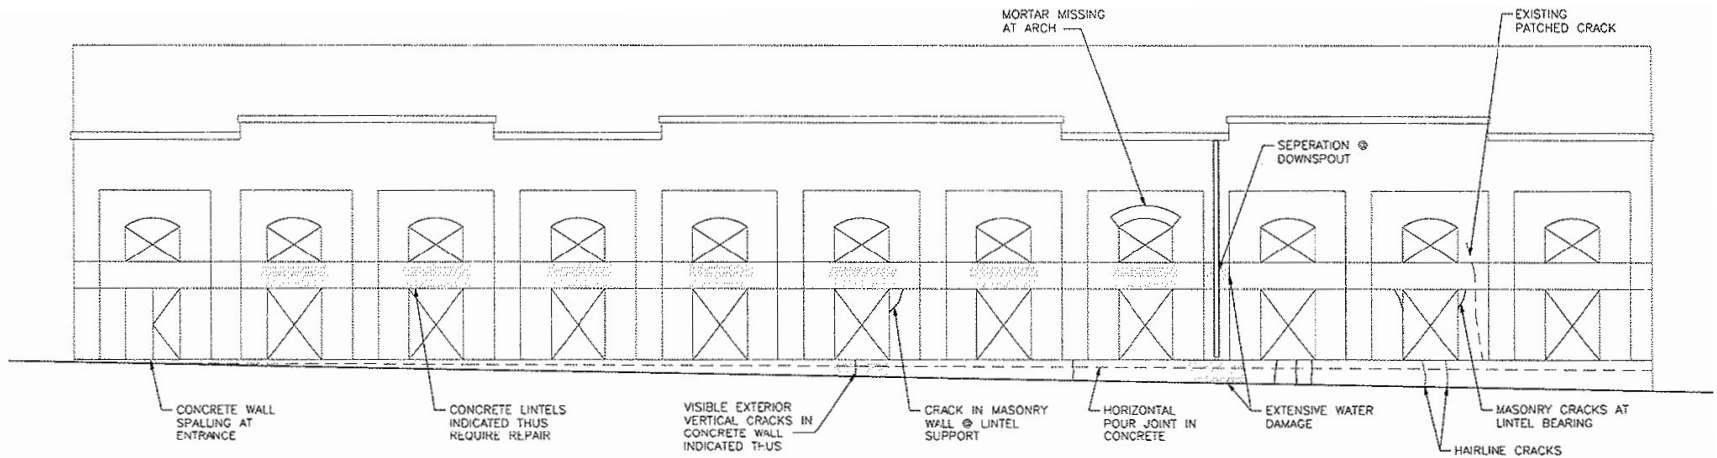 MORTAR MISSING
AT ARCH
EXISTING
PATCHED CRACK
SEPERATION @
DOWNSPOUT
CONCRETE WALL
SPALLING AT
ENTRANCE
CONCRETE LINTELS
INDICATED THUS
REQUIRE REPAIR
VISIBLE EXTERIOR
VERTICAL CRACKS IN
CONCRETE WALL
INDICATED THUS
CRACK IN MASONRY
WALL @ LINTEL
SUPPORT
HORIZONTAL
POUR JOINT IN
CONCRETE
EXTENSIVE WATER
DAMAGE
MASONRY CRACKS AT
LINTEL BEARING
HAIRLINE CRACKS